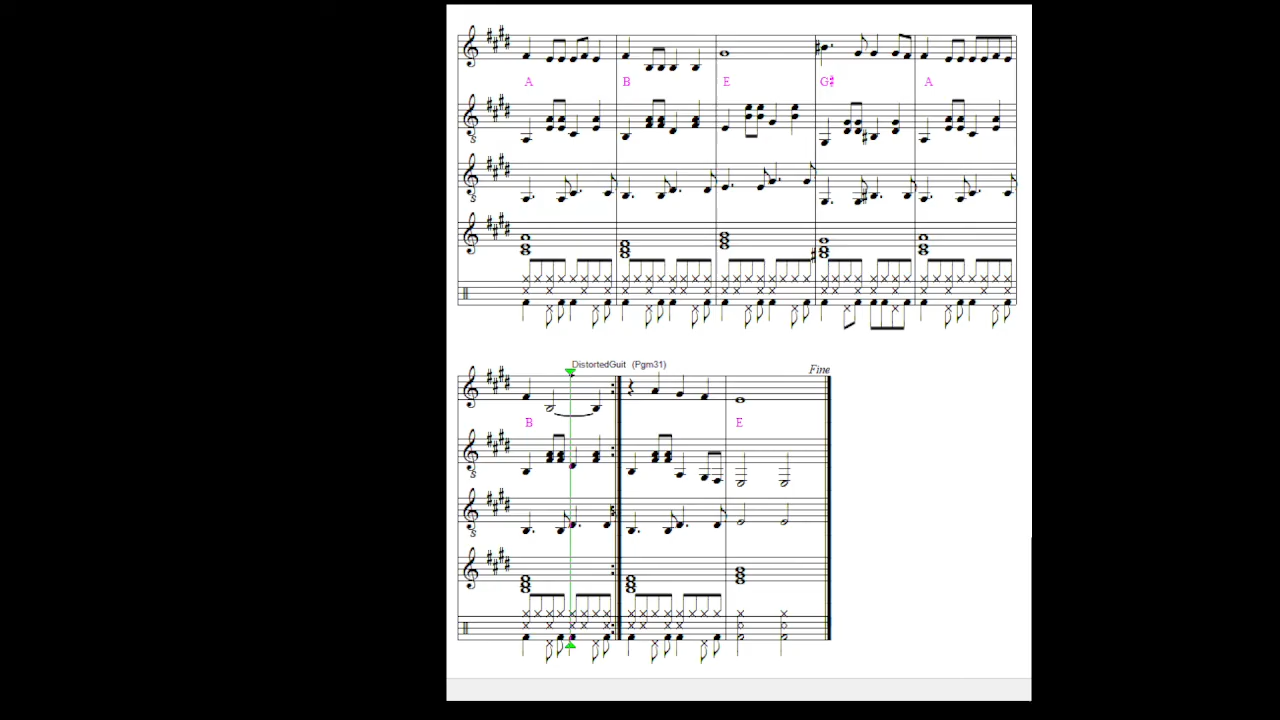 A B E G♯ A
DistortedGuit (Pgm31)
Fine
B E